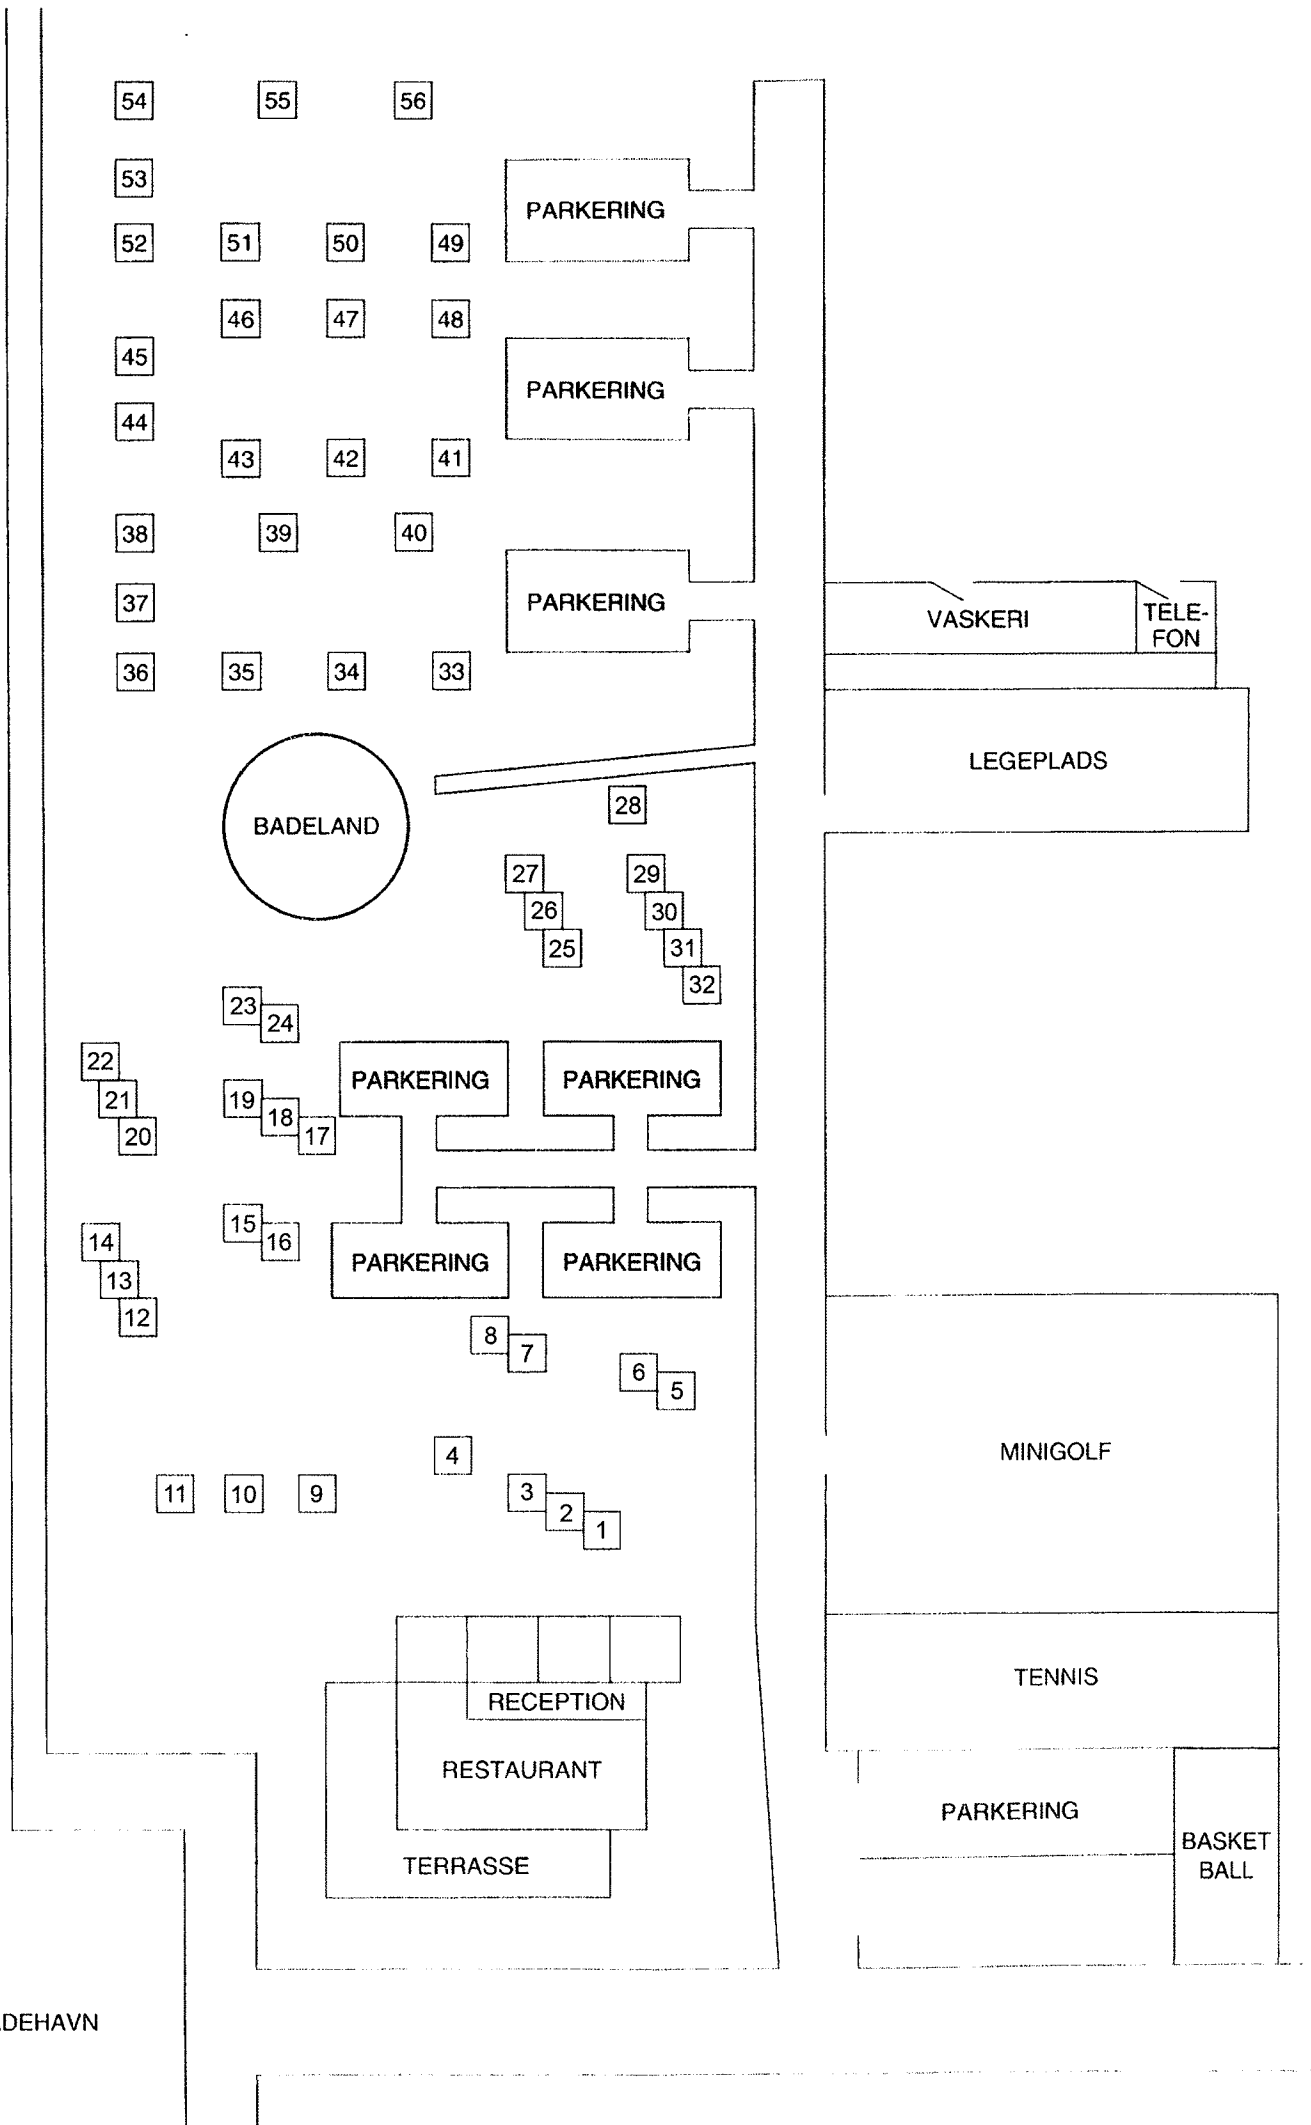 54 55 56
53
PARKERING
52 51 50 49
46 47 48
45
PARKERING
44
43 42 41
38 39 40
37
PARKERING
VASKERI
TELE-
FON
36 35 34 33
LEGEPLADS
28
BADELAND
27 29
26 30
25 31
32
23
24
22
PARKERING PARKERING
21 19
18
20 17
15
14 16
PARKERING PARKERING
13
12
8
7
6
5
4
MINIGOLF
11 10 9 3
2
1
TENNIS
RECEPTION
RESTAURANT
PARKERING
BASKET
BALL
TERRASSE
DEHAVN